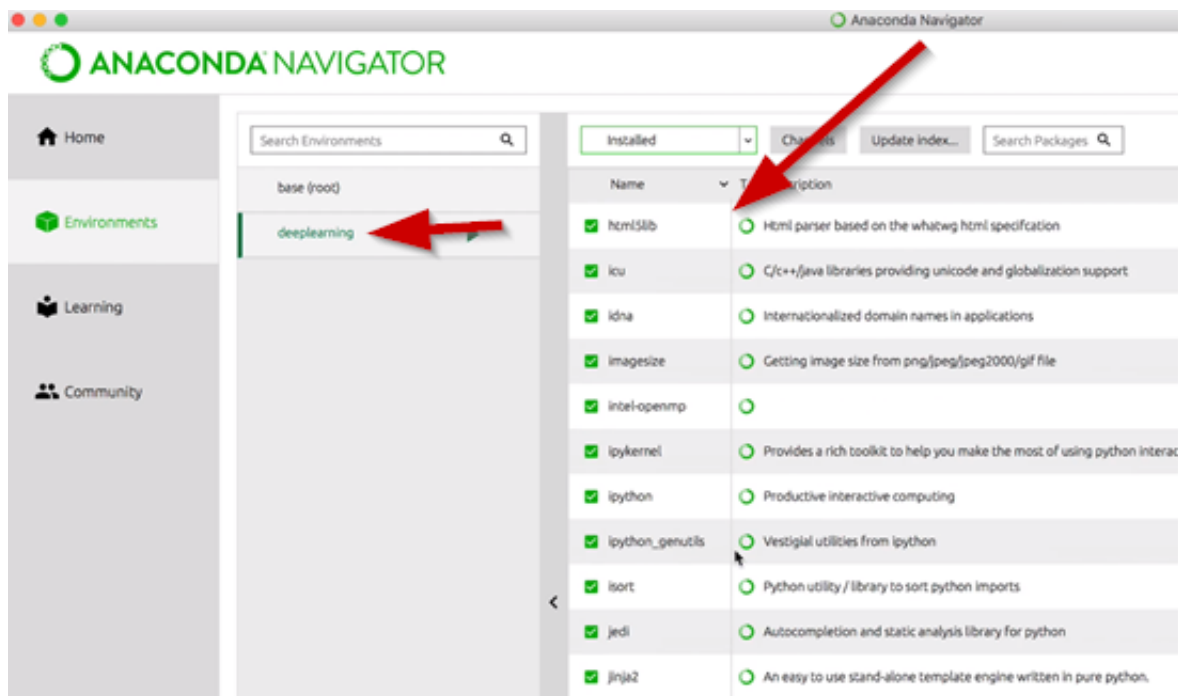 Anaconda Navigator
ANACONDA NAVIGATOR
Home
Environments
Learning
Community
Search Environments
base (root)
deeplearning
Installed
Channels
Update index...
Search Packages
Name
T
Description
html5lib
Html parser based on the whatwg html specifcation
icu
C/c++/java libraries providing unicode and globalization support
idna
Internationalized domain names in applications
imagesize
Getting image size from png/jpeg/jpeg2000/gif file
intel-openmp
ipykernel
Provides a rich toolkit to help you make the most of using python interac
ipython
Productive interactive computing
ipython_genutils
Vestigial utilities from ipython
isort
Python utility / library to sort python imports
jedi
Autocompletion and static analysis library for python
jinja2
An easy to use stand-alone template engine written in pure python.